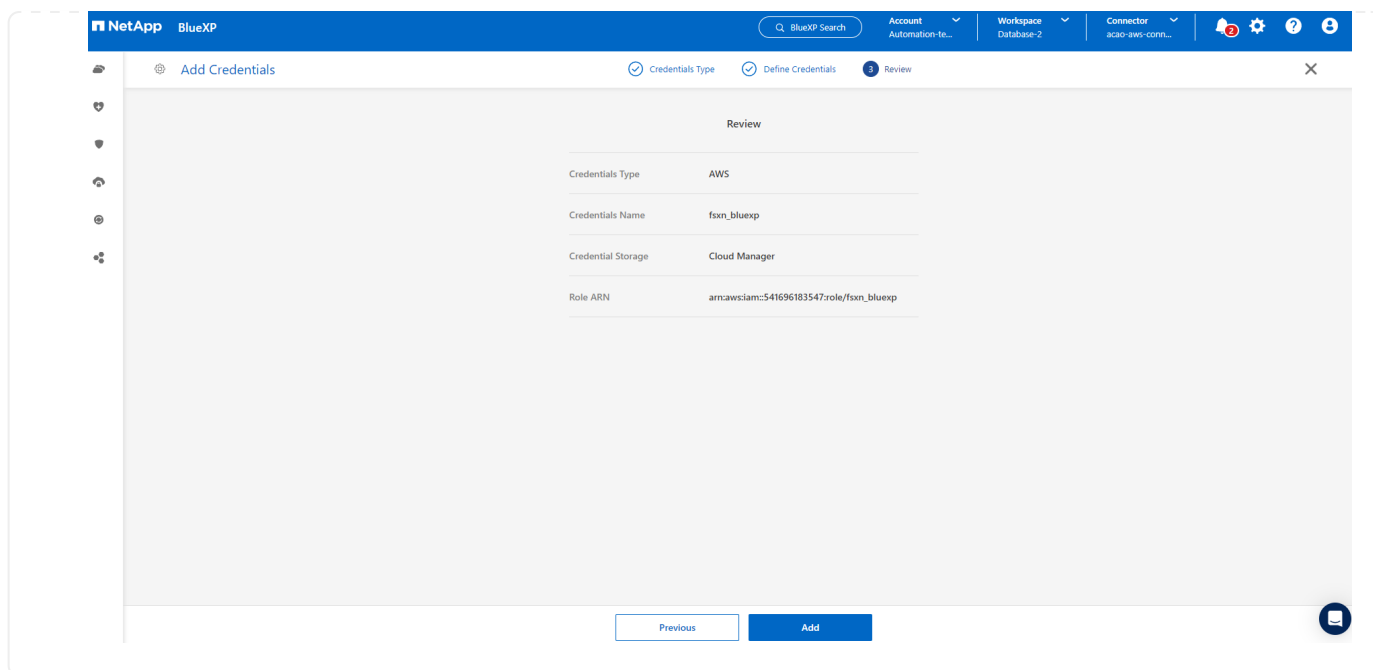 NetApp BlueXP
BlueXP Search
Account
Automation-te...
Workspace
Database-2
Connector
acao-aws-conn...
2
Add Credentials
Credentials Type
Define Credentials
3 Review
Review
Credentials Type AWS
Credentials Name fsxn_bluexp
Credential Storage Cloud Manager
Role ARN arn:aws:iam::541696183547:role/fsxn_bluexp
Previous
Add